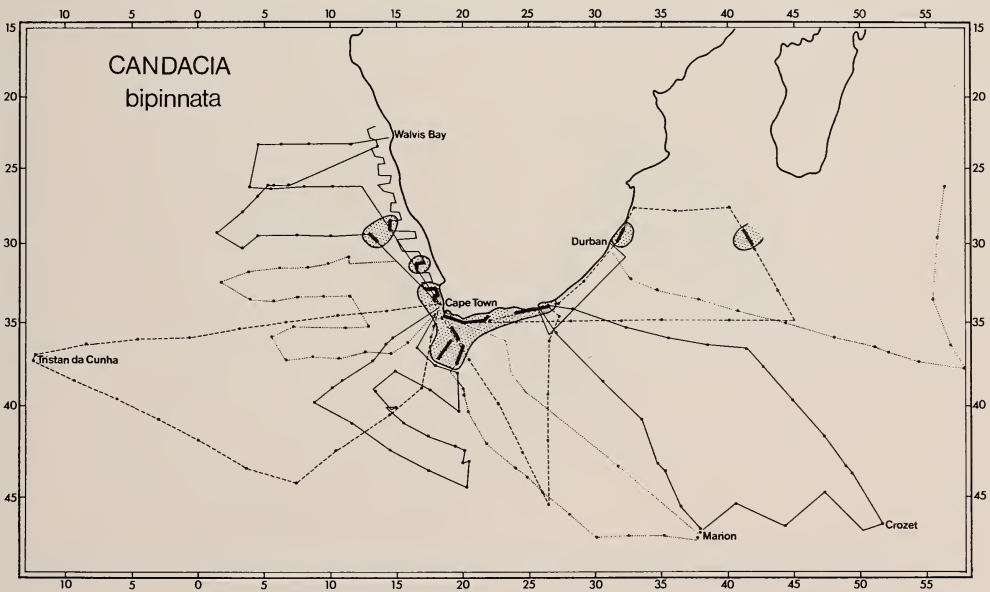 10 5 0 5 10 15 20 25 30 35 40 45 50 55
15 15
CANDACIA
bipinnata
20 20
Walvis Bay
25 25
30 30
Durban
Cape Town
35 35
Tristan da Cunha
40 40
45 45
Crozet
Marion
10 5 0 5 10 15 20 25 30 35 40 45 50 55